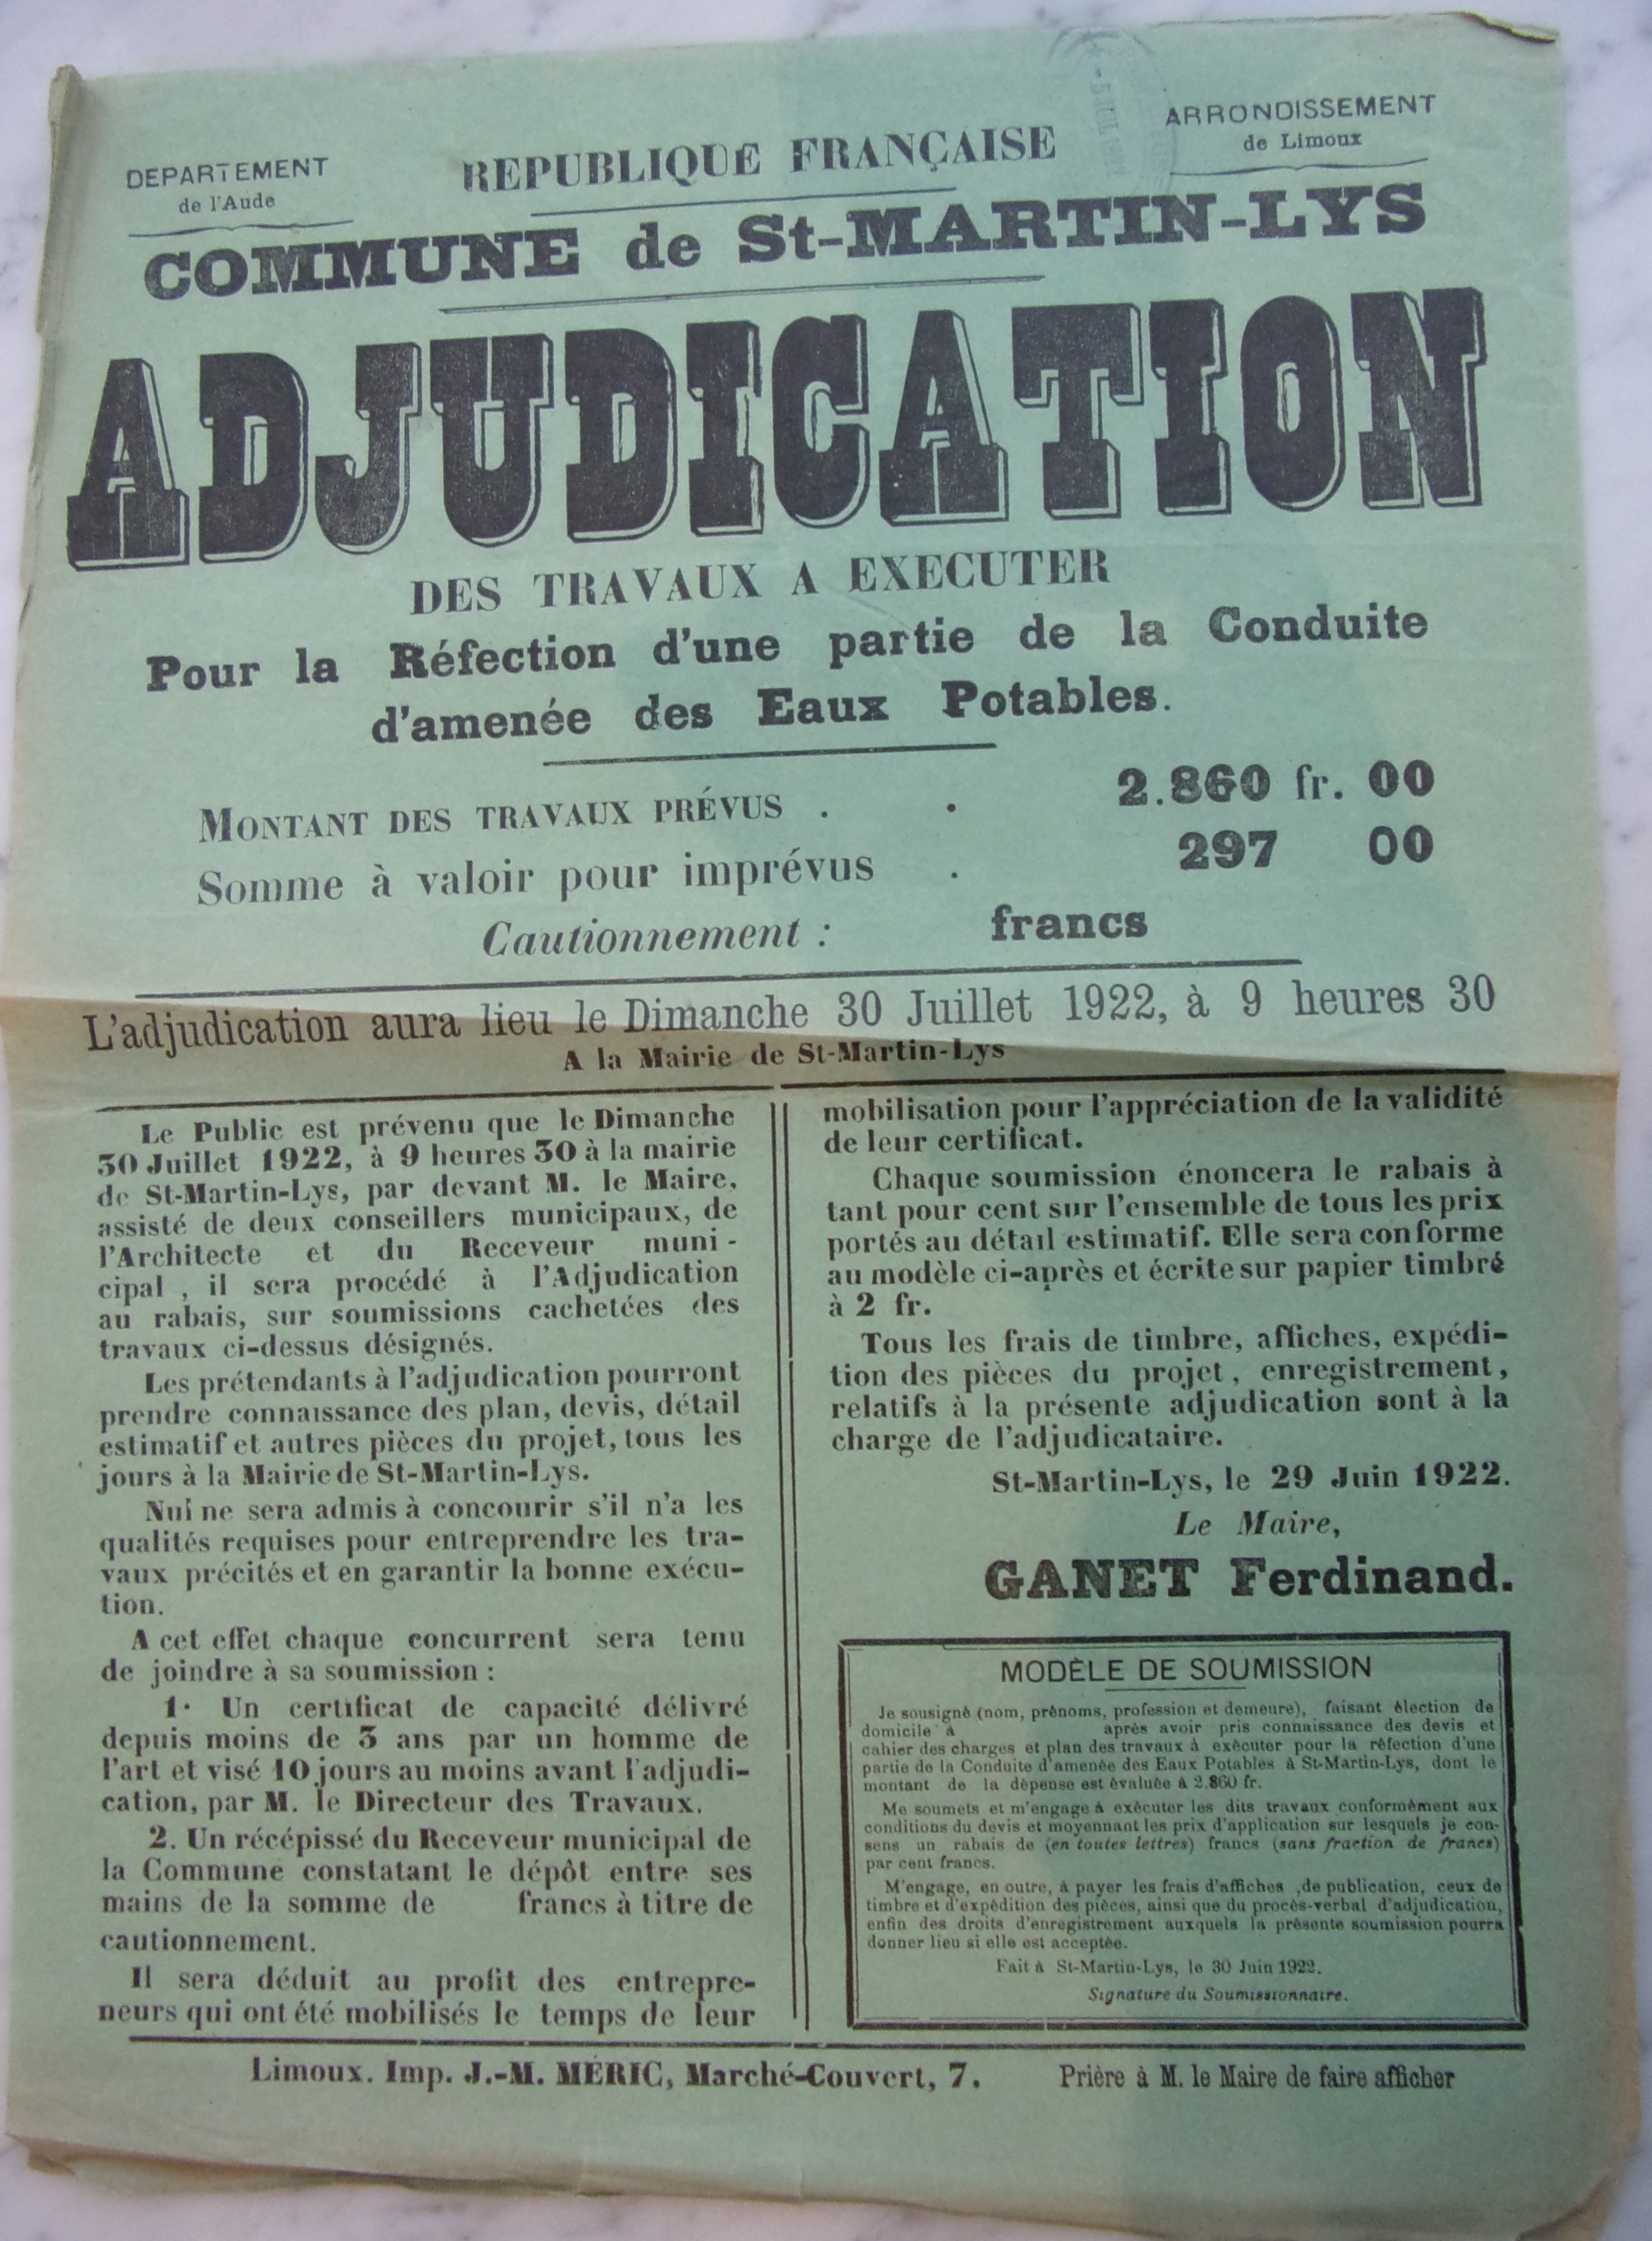 DEPARTEMENT
de l'Aude
REPUBLIQUE FRANÇAISE
ARRONDISSEMENT
de Limoux
COMMUNE de St-MARTIN-LYS
ADJUDICATION
DES TRAVAUX A EXECUTER
Pour la Réfection d'une partie de la Conduite
d'amenée des Eaux Potables.
MONTANT DES TRAVAUX PRÉVUS . . 2.860 fr. 00
Somme à valoir pour imprévus . 297 00
Cautionnement : francs
L'adjudication aura lieu le Dimanche 30 Juillet 1922, à 9 heures 30
A la Mairie de St-Martin-Lys
Le Public est prévenu que le Dimanche
30 Juillet 1922, à 9 heures 30 à la mairie
de St-Martin-Lys, par devant M. le Maire,
assisté de deux conseillers municipaux, de
l'Architecte et du Receveur muni-
cipal , il sera procédé à l'Adjudication
au rabais, sur soumissions cachetées des
travaux ci-dessus désignés.
Les prétendants à l'adjudication pourront
prendre connaissance des plan, devis, détail
estimatif et autres pièces du projet, tous les
jours à la Mairie de St-Martin-Lys.
Nul ne sera admis à concourir s'il n'a les
qualités requises pour entreprendre les tra-
vaux précités et en garantir la bonne exécu-
tion.
A cet effet chaque concurrent sera tenu
de joindre à sa soumission :
1· Un certificat de capacité délivré
depuis moins de 3 ans par un homme de
l'art et visé 10 jours au moins avant l'adjudi-
cation, par M. le Directeur des Travaux.
2. Un récépissé du Receveur municipal de
la Commune constatant le dépôt entre ses
mains de la somme de francs à titre de
cautionnement.
Il sera déduit au profit des entrepre-
neurs qui ont été mobilisés le temps de leur
mobilisation pour l'appréciation de la validité
de leur certificat.
Chaque soumission énoncera le rabais à
tant pour cent sur l'ensemble de tous les prix
portés au détail estimatif. Elle sera conforme
au modèle ci-après et écrite sur papier timbré
à 2 fr.
Tous les frais de timbre, affiches, expédi-
tion des pièces du projet, enregistrement,
relatifs à la présente adjudication sont à la
charge de l'adjudicataire.
St-Martin-Lys, le 29 Juin 1922.
Le Maire,
GANET Ferdinand.
MODÈLE DE SOUMISSION
Je sousigné (nom, prénoms, profession et demeure), faisant élection de
domicile à après avoir pris connaissance des devis et
cahier des charges et plan des travaux à exécuter pour la réfection d'une
partie de la Conduite d'amenée des Eaux Potables à St-Martin-Lys, dont le
montant de la dépense est évaluée à 2.860 fr.
Me soumets et m'engage à exécuter les dits travaux conformément aux
conditions du devis et moyennant les prix d'application sur lesquels je con-
sens un rabais de (en toutes lettres) francs (sans fraction de francs)
par cent francs.
M'engage, en outre, à payer les frais d'affiches ,de publication, ceux de
timbre et d'expédition des pièces, ainsi que du procès-verbal d'adjudication,
enfin des droits d'enregistrement auxquels la présente soumission pourra
donner lieu si elle est acceptée.
Fait à St-Martin-Lys, le 30 Juin 1922.
Signature du Soumissionnaire.
Limoux. Imp. J.-M. MÉRIC, Marché-Couvert, 7.
Prière à M. le Maire de faire afficher